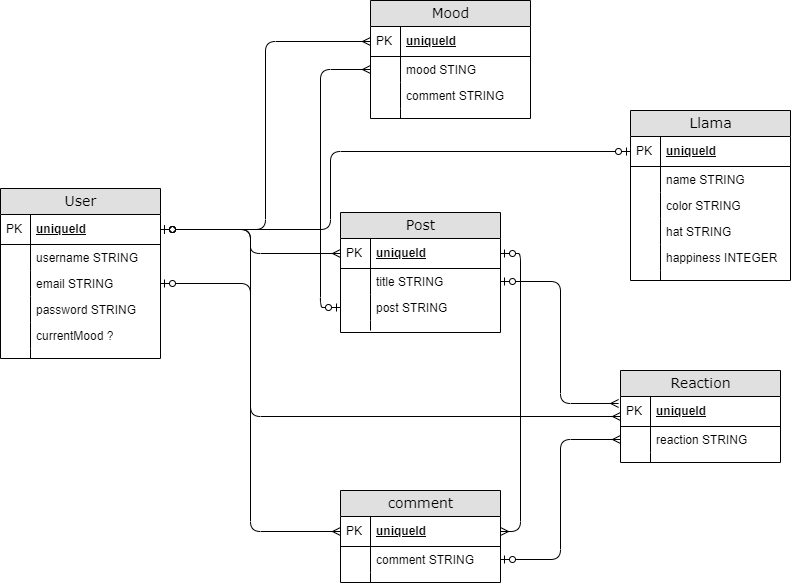 Mood
PK uniqueId
mood STING
comment STRING
Llama
PK uniqueId
name STRING
color STRING
hat STRING
happiness INTEGER
User
PK uniqueId
username STRING
email STRING
password STRING
currentMood ?
Post
PK uniqueId
title STRING
post STRING
Reaction
PK uniqueId
reaction STRING
comment
PK uniqueId
comment STRING